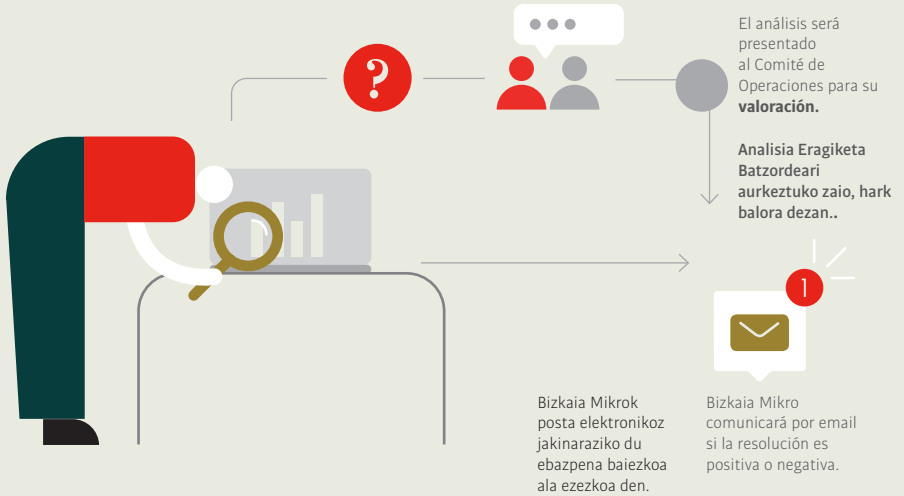 ?
El análisis será
presentado
al Comité de
Operaciones para su
valoración.
Analisia Eragiketa
Batzordeari
aurkeztuko zaio, hark
balora dezan..
1
Bizkaia Mikrok
posta elektronikoz
jakinaraziko du
ebazpena baiezkoa
ala ezezkoa den.
Bizkaia Mikro
comunicará por email
si la resolución es
positiva o negativa.